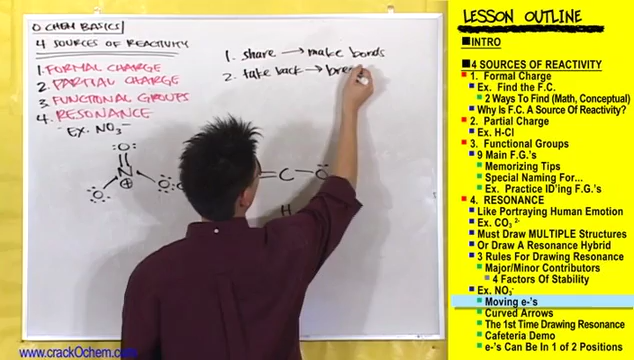 O CHEM BASICS/
4 SOURCES OF REACTIVITY
1. FORMAL CHARGE
2. PARTIAL CHARGE
3. FUNCTIONAL GROUPS
4. RESONANCE
EX. NO3-
O
N
⊕
O
O
1. share → make bonds
2. take back → bre
C
O
H
www.crackOchem.com
LESSON OUTLINE
INTRO
4 SOURCES OF REACTIVITY
1. Formal Charge
Ex. Find the F.C.
2 Ways To Find (Math, Conceptual)
Why Is F.C. A Source Of Reactivity?
2. Partial Charge
Ex. H-Cl
3. Functional Groups
9 Main F.G.'s
Memorizing Tips
Special Naming For...
Ex. Practice ID'ing F.G.'s
4. RESONANCE
Like Portraying Human Emotion
Ex. CO3 2-
Must Draw MULTIPLE Structures
Or Draw A Resonance Hybrid
3 Rules For Drawing Resonance
Major/Minor Contributors
4 Factors Of Stability
Ex. NO3-
Moving e-'s
Curved Arrows
The 1st Time Drawing Resonance
Cafeteria Demo
e-'s Can Be In 1 of 2 Positions